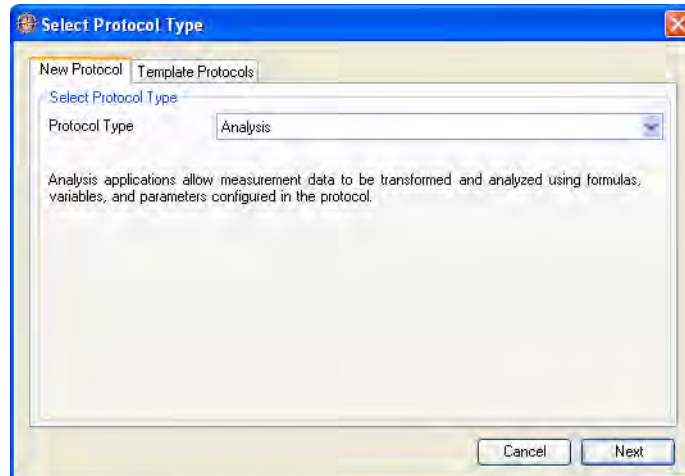 Select Protocol Type
New Protocol Template Protocols
Select Protocol Type
Protocol Type Analysis
Analysis applications allow measurement data to be transformed and analyzed using formulas,
variables, and parameters configured in the protocol.
Cancel Next